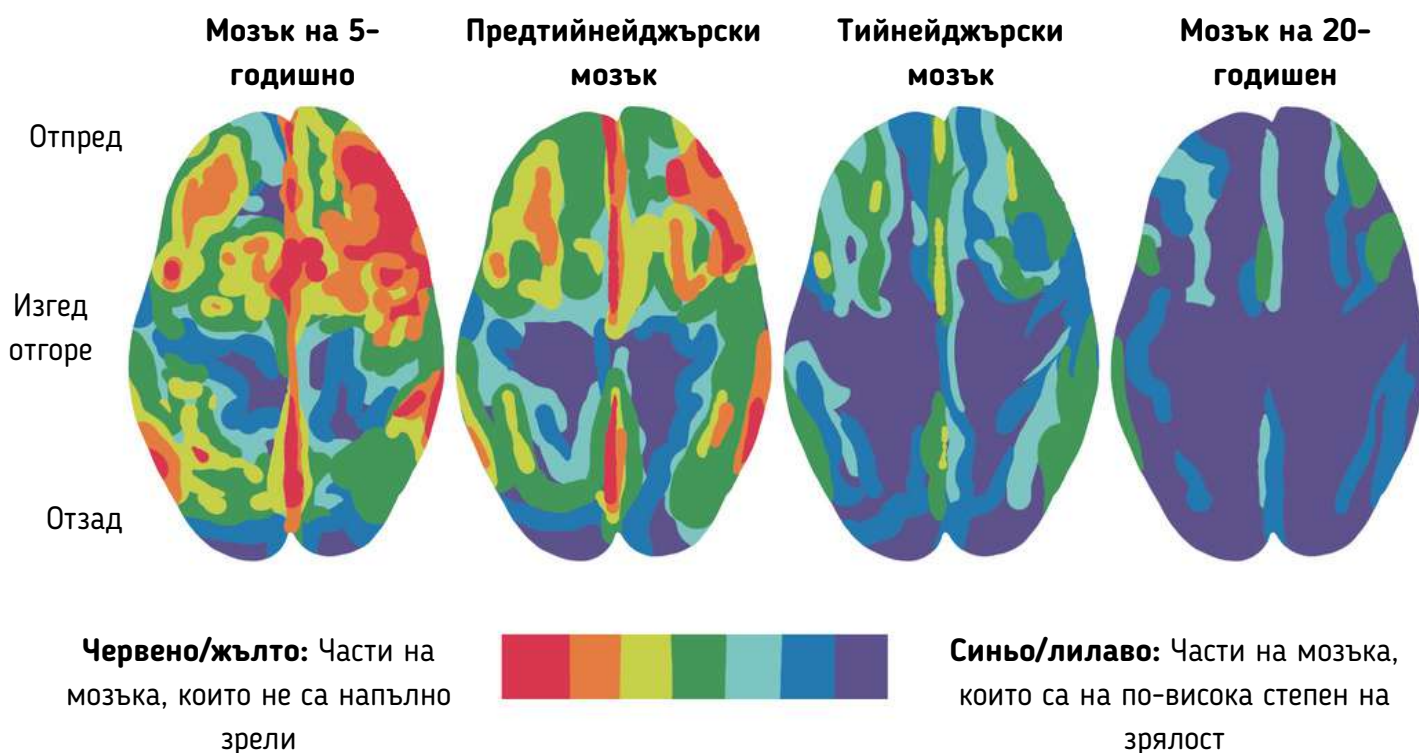 Мозък на 5-
годишно
Предтийнейджърски
мозък
Тийнейджърски
мозък
Мозък на 20-
годишен
Отпред
Изгед
отгоре
Отзад
Червено/жълто: Части на
мозъка, които не са напълно
зрели
Синьо/лилаво: Части на мозъка,
които са на по-висока степен на
зрялост